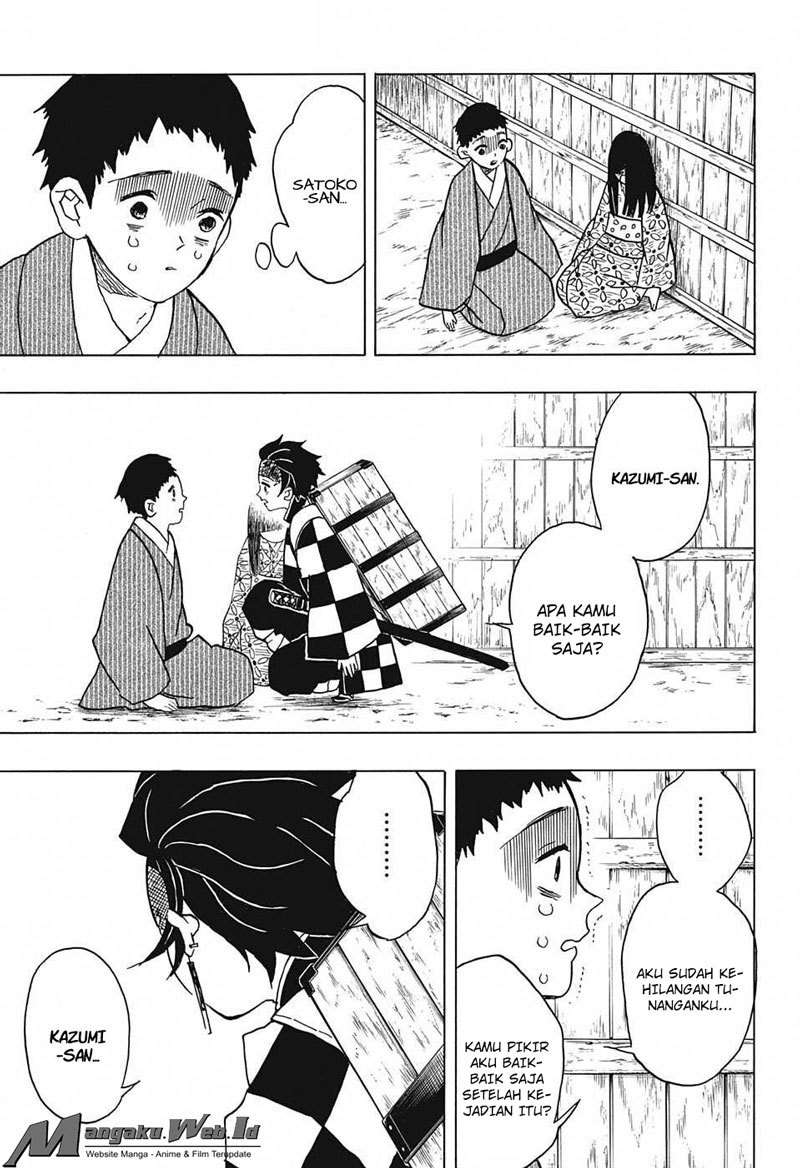 SATOKO
-SAN...
KAZUMI-SAN.
APA KAMU
BAIK-BAIK
SAJA?
........
AKU SUDAH KE-
HILANGAN TU-
NANGANKU...
KAMU PIKIR
AKU BAIK-
BAIK SAJA
SETELAH KE-
JADIAN ITU?
........
KAZUMI
-SAN...
Mangaku.Web.Id
Website Manga - Anime & Film Terupdate